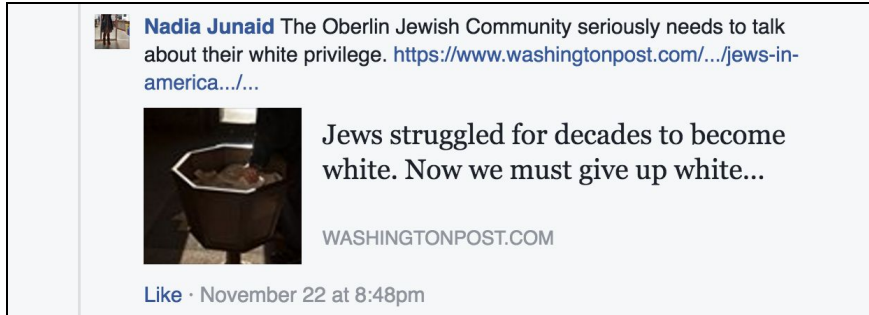 Nadia Junaid The Oberlin Jewish Community seriously needs to talk
about their white privilege. https://www.washingtonpost.com/.../jews-in-
america.../...
Jews struggled for decades to become
white. Now we must give up white...
WASHINGTONPOST.COM
Like · November 22 at 8:48pm